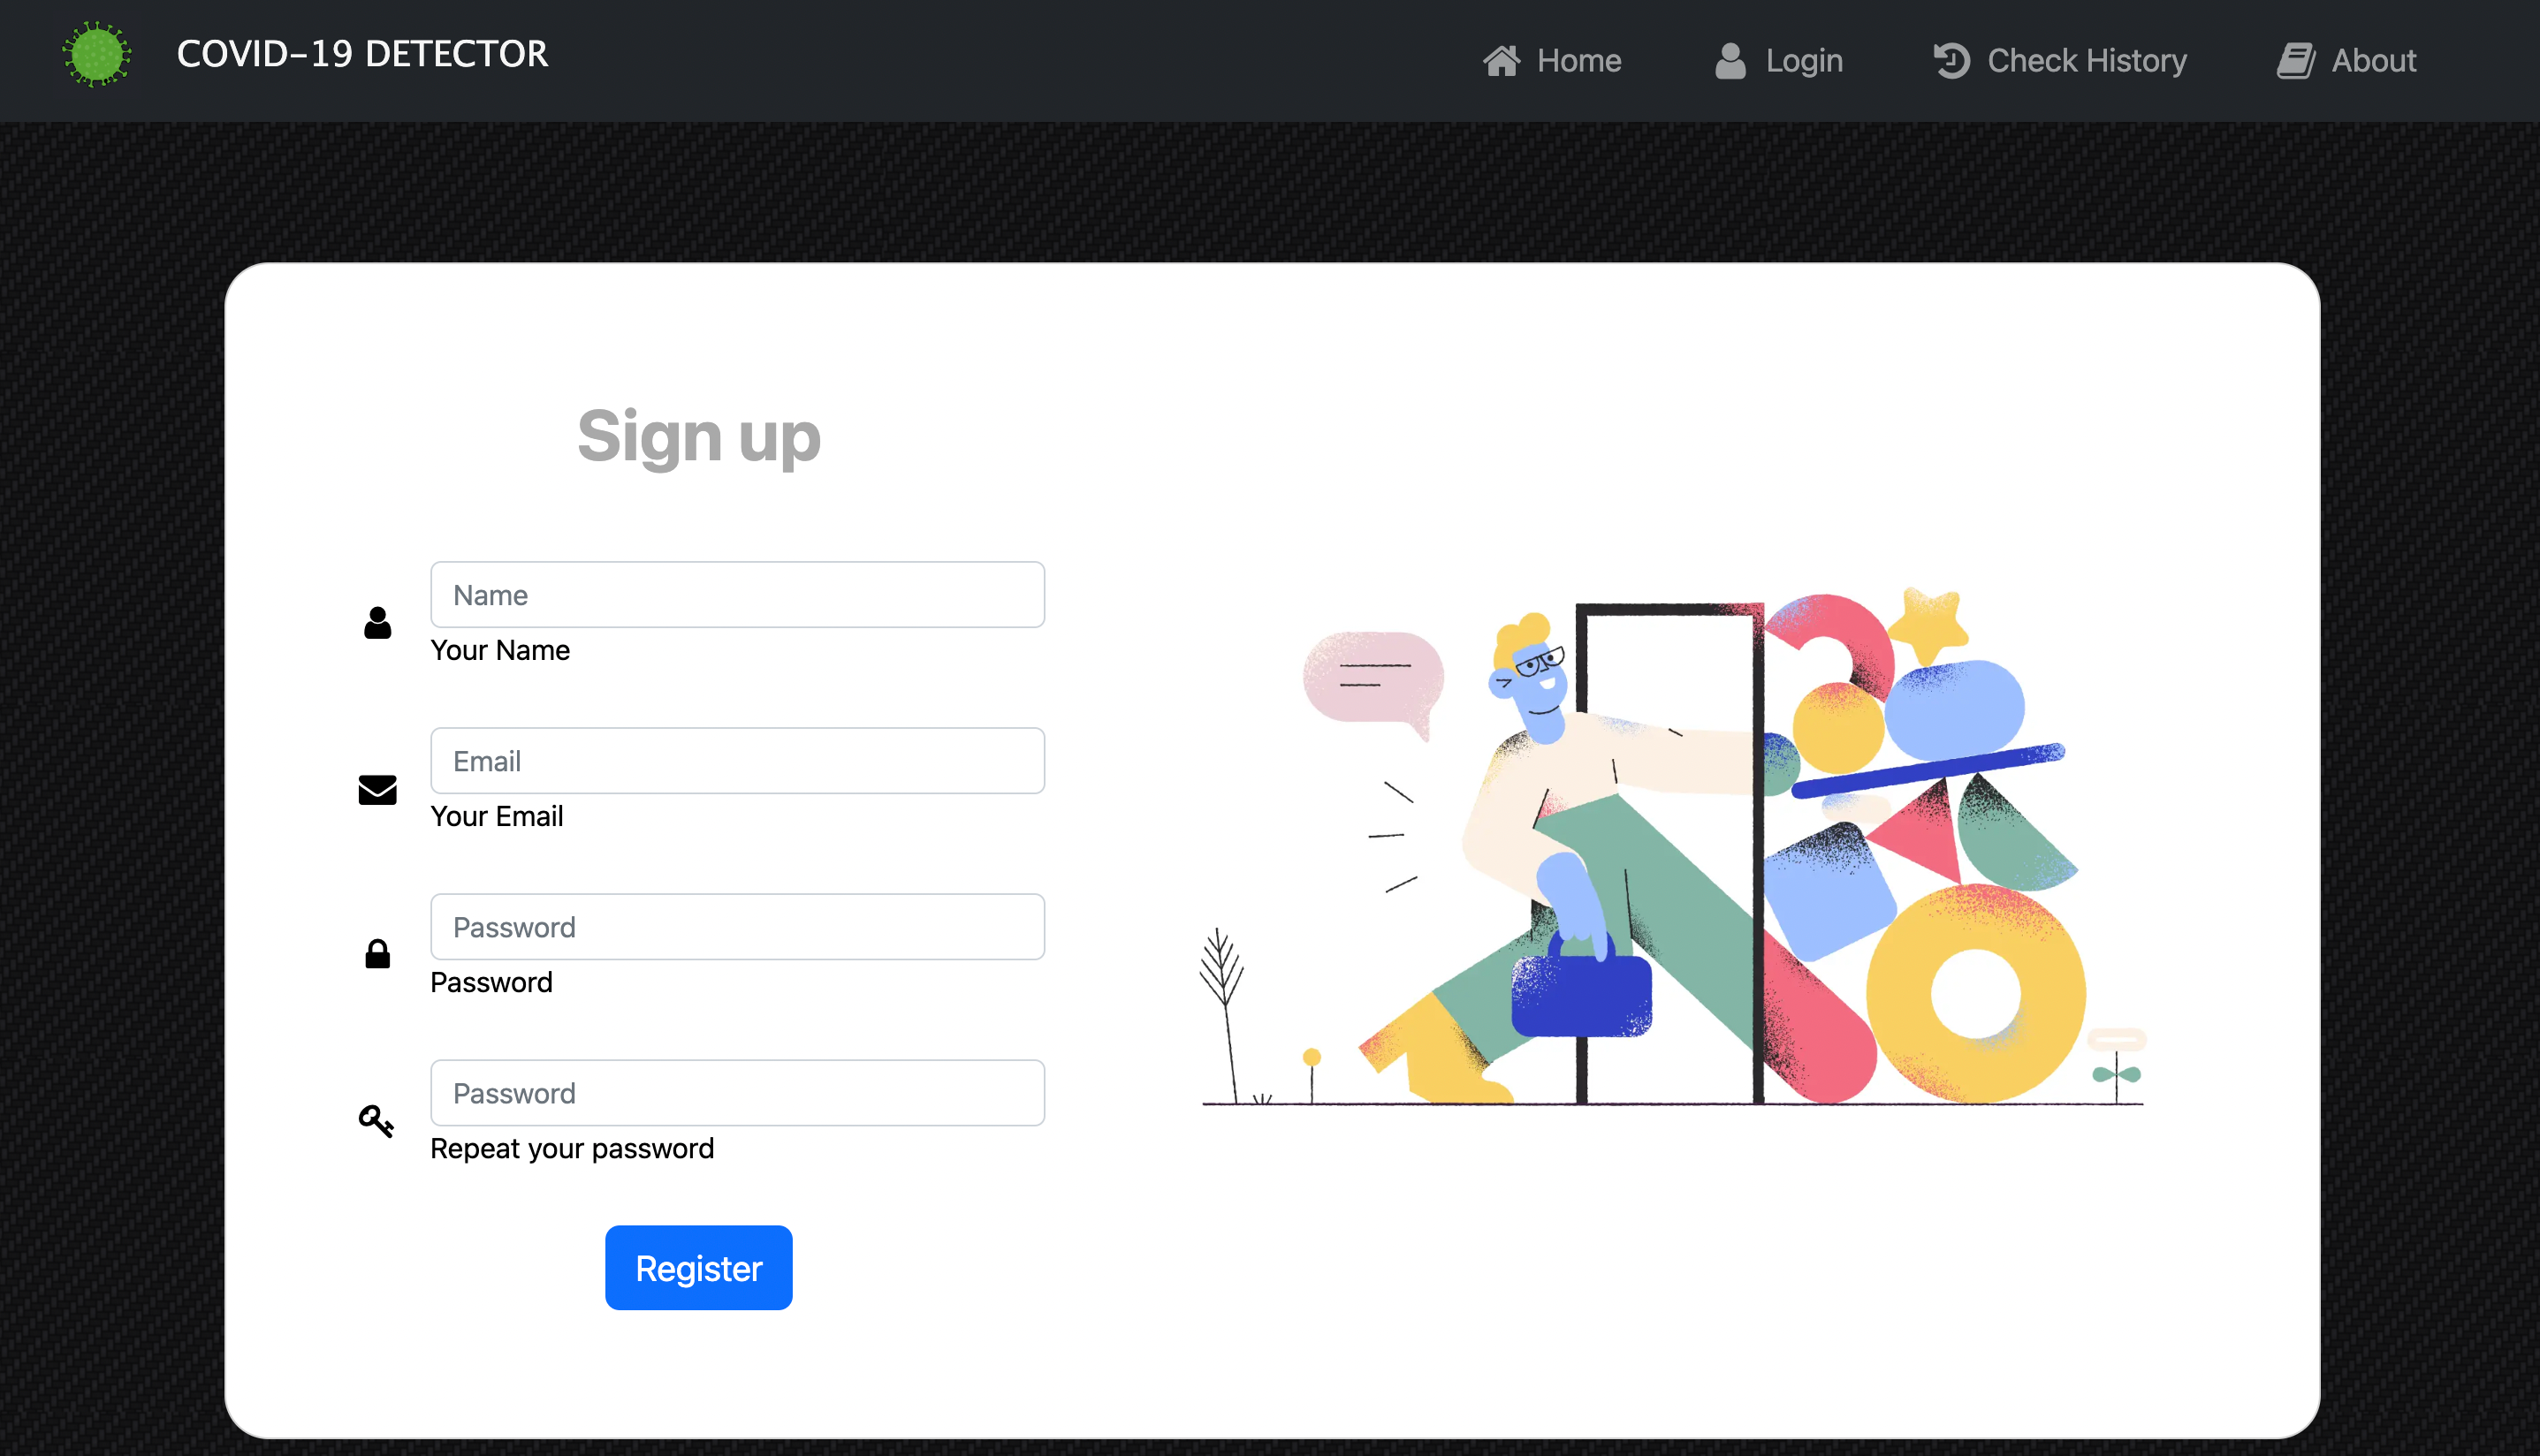 COVID-19 DETECTOR
Home
Login
Check History
About
Sign up
Name
Your Name
Email
Your Email
Password
Password
Password
Repeat your password
Register